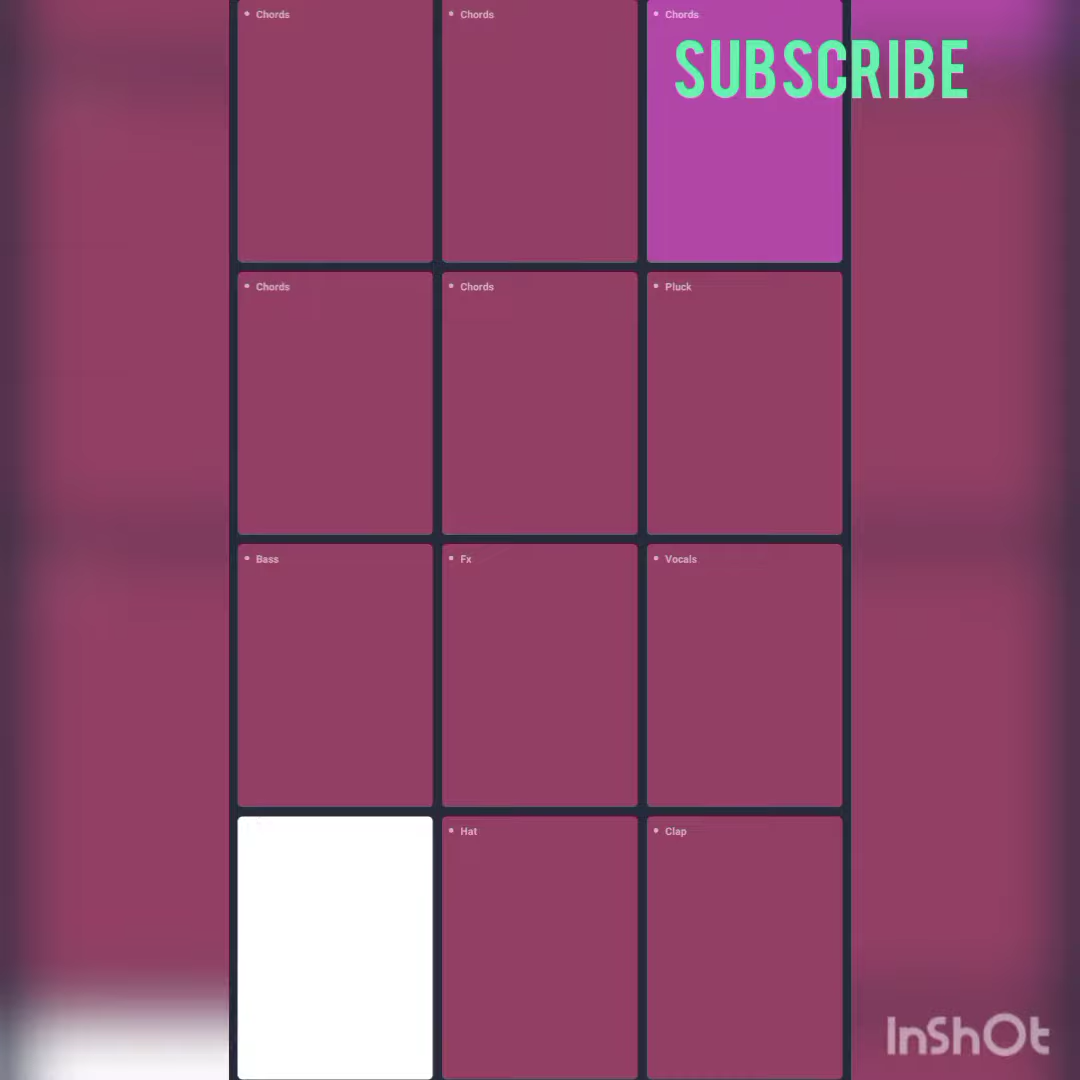 Chords
Chords
Chords
SUBSCRIBE
Chords
Chords
Pluck
Bass
Fx
Vocals
Hat
Clap
InShOt